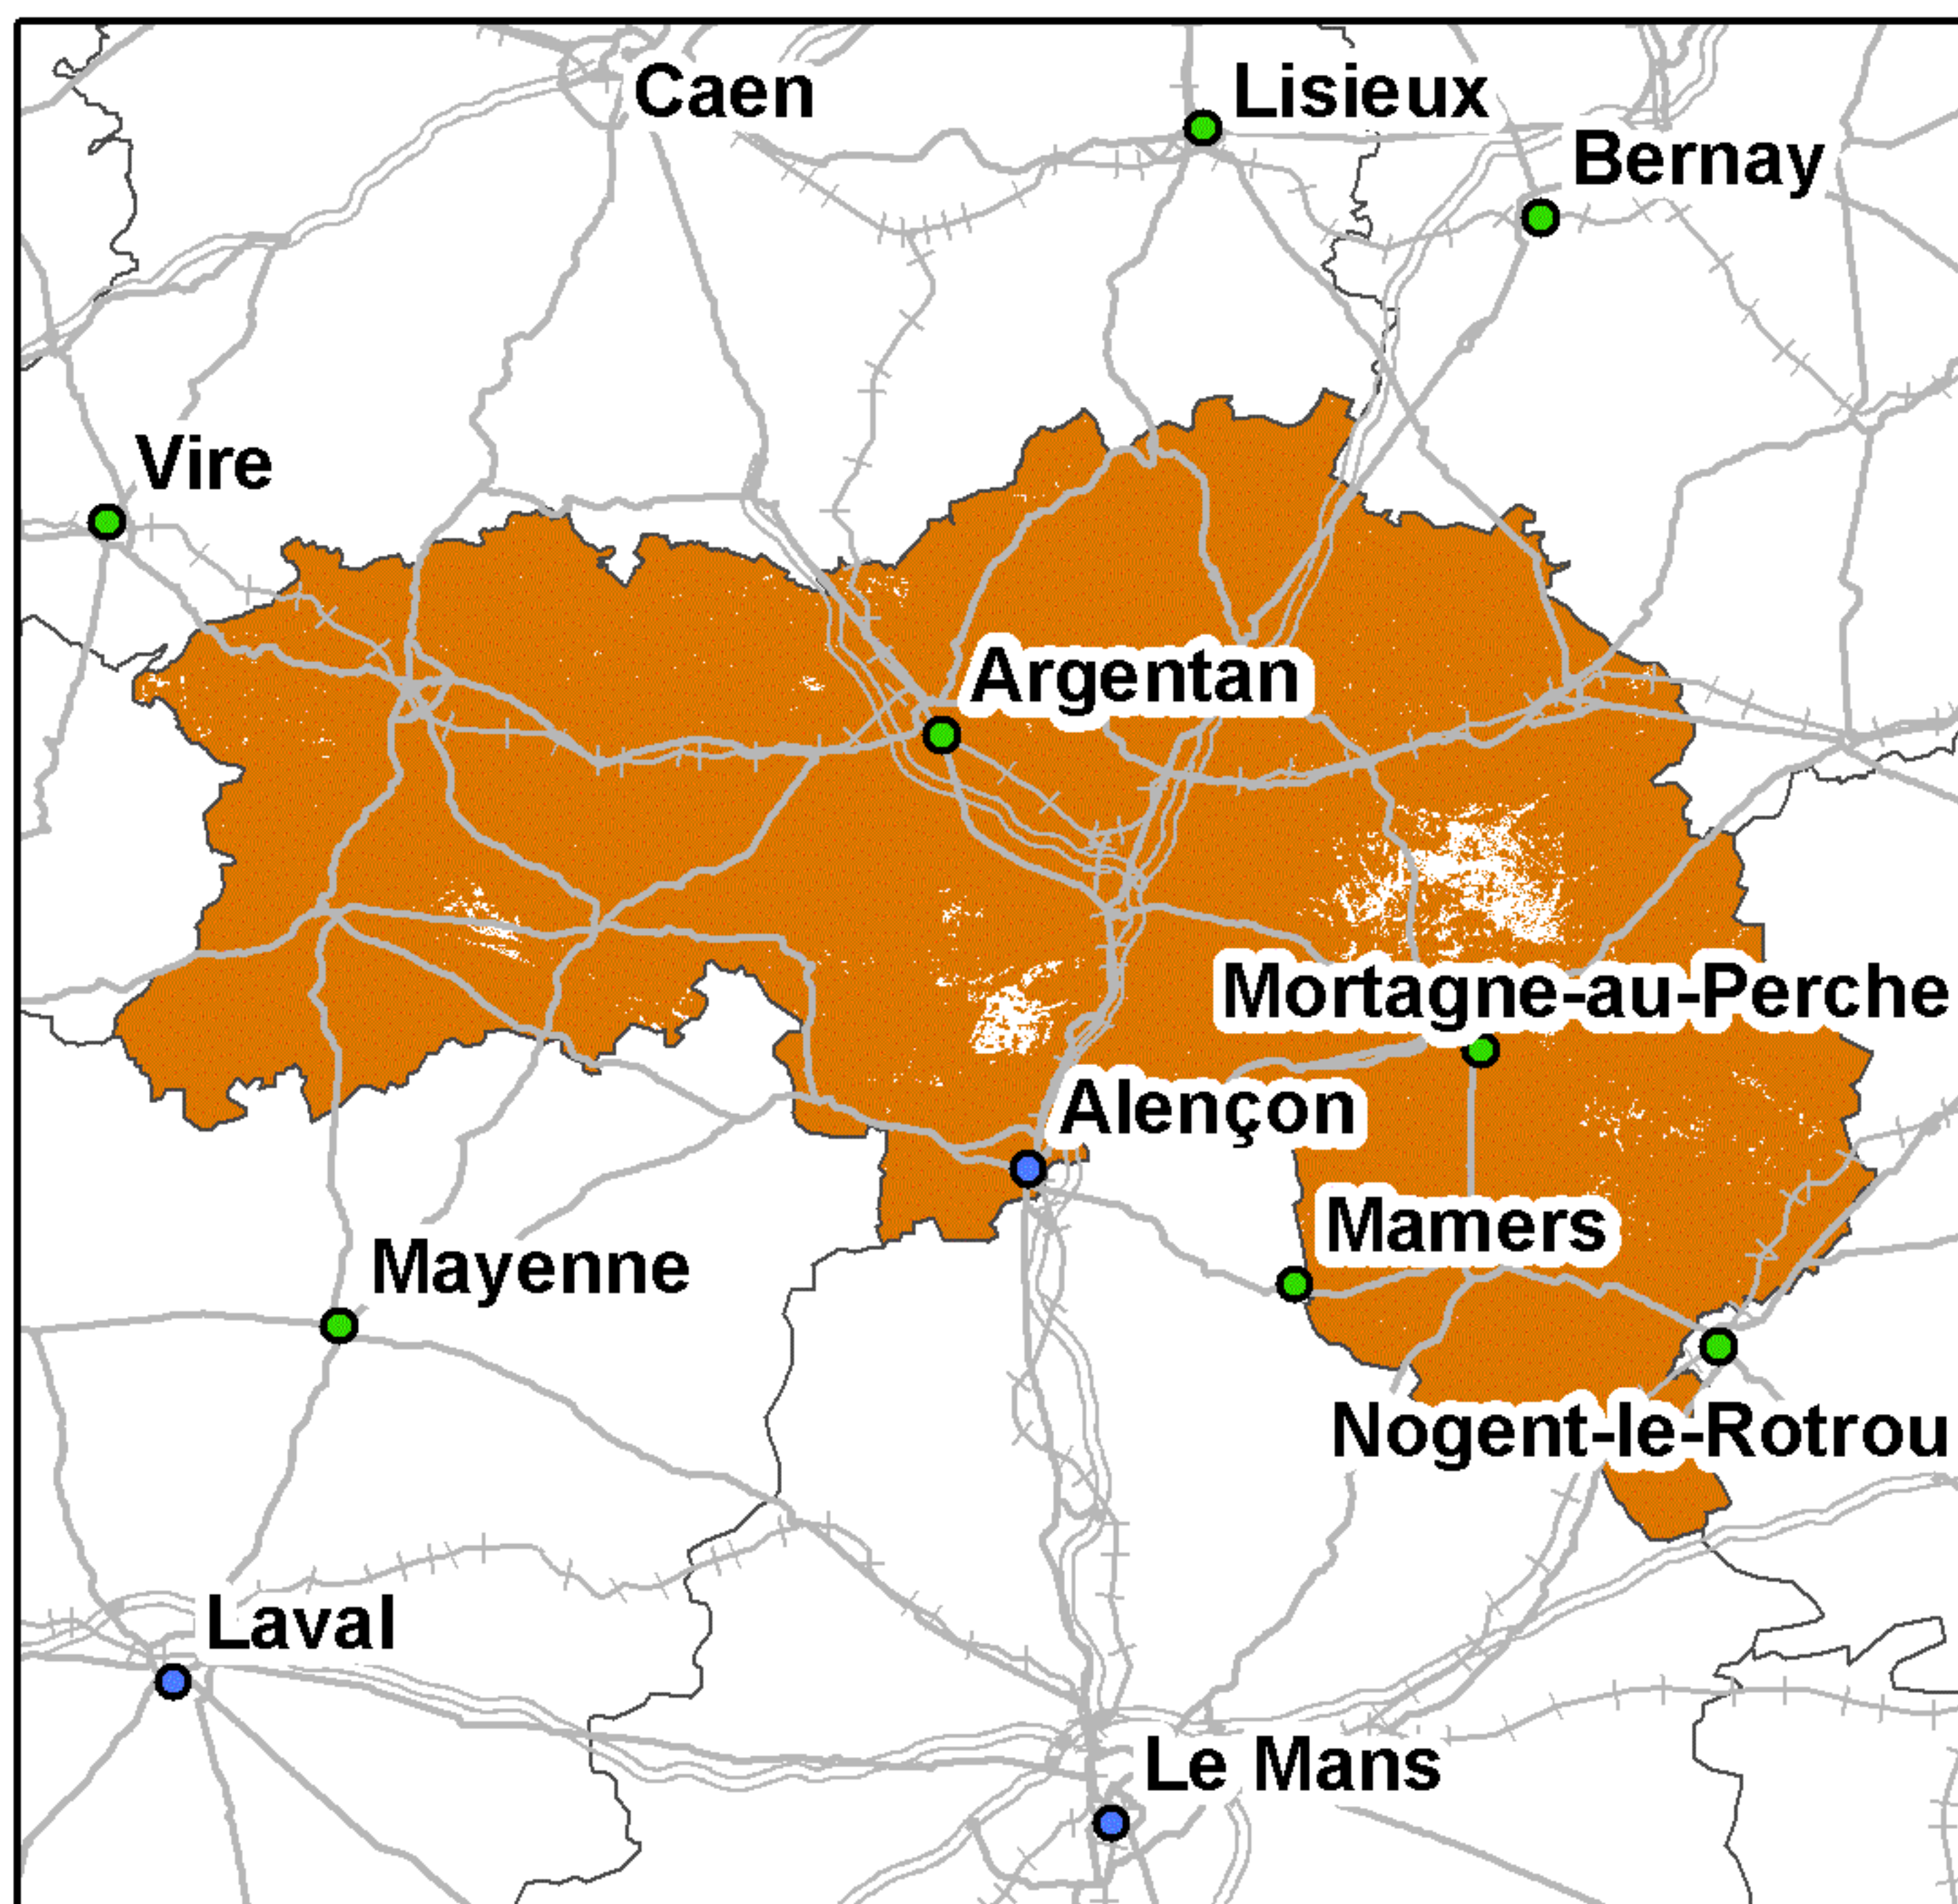 Caen
Lisieux
Bernay
Vire
Argentan
Mortagne-au-Perche
Alençon
Mamers
Mayenne
Nogent-le-Rotrou
Laval
Le Mans